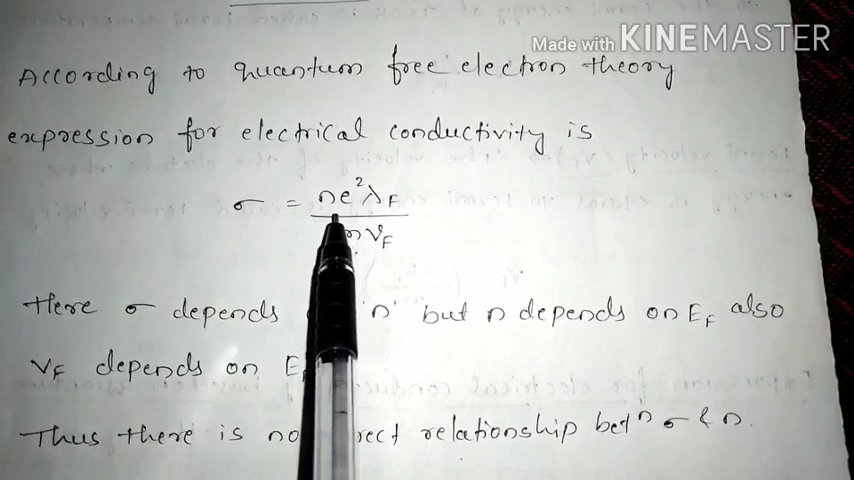 Made with KINEMASTER
According to quantum free electron theory
expression for electrical conductivity is
σ = ne²λF
mVF
Here σ depends 'n' but n depends on EF also
VF depends on E
Thus there is no rect relationship betⁿ σ & n.